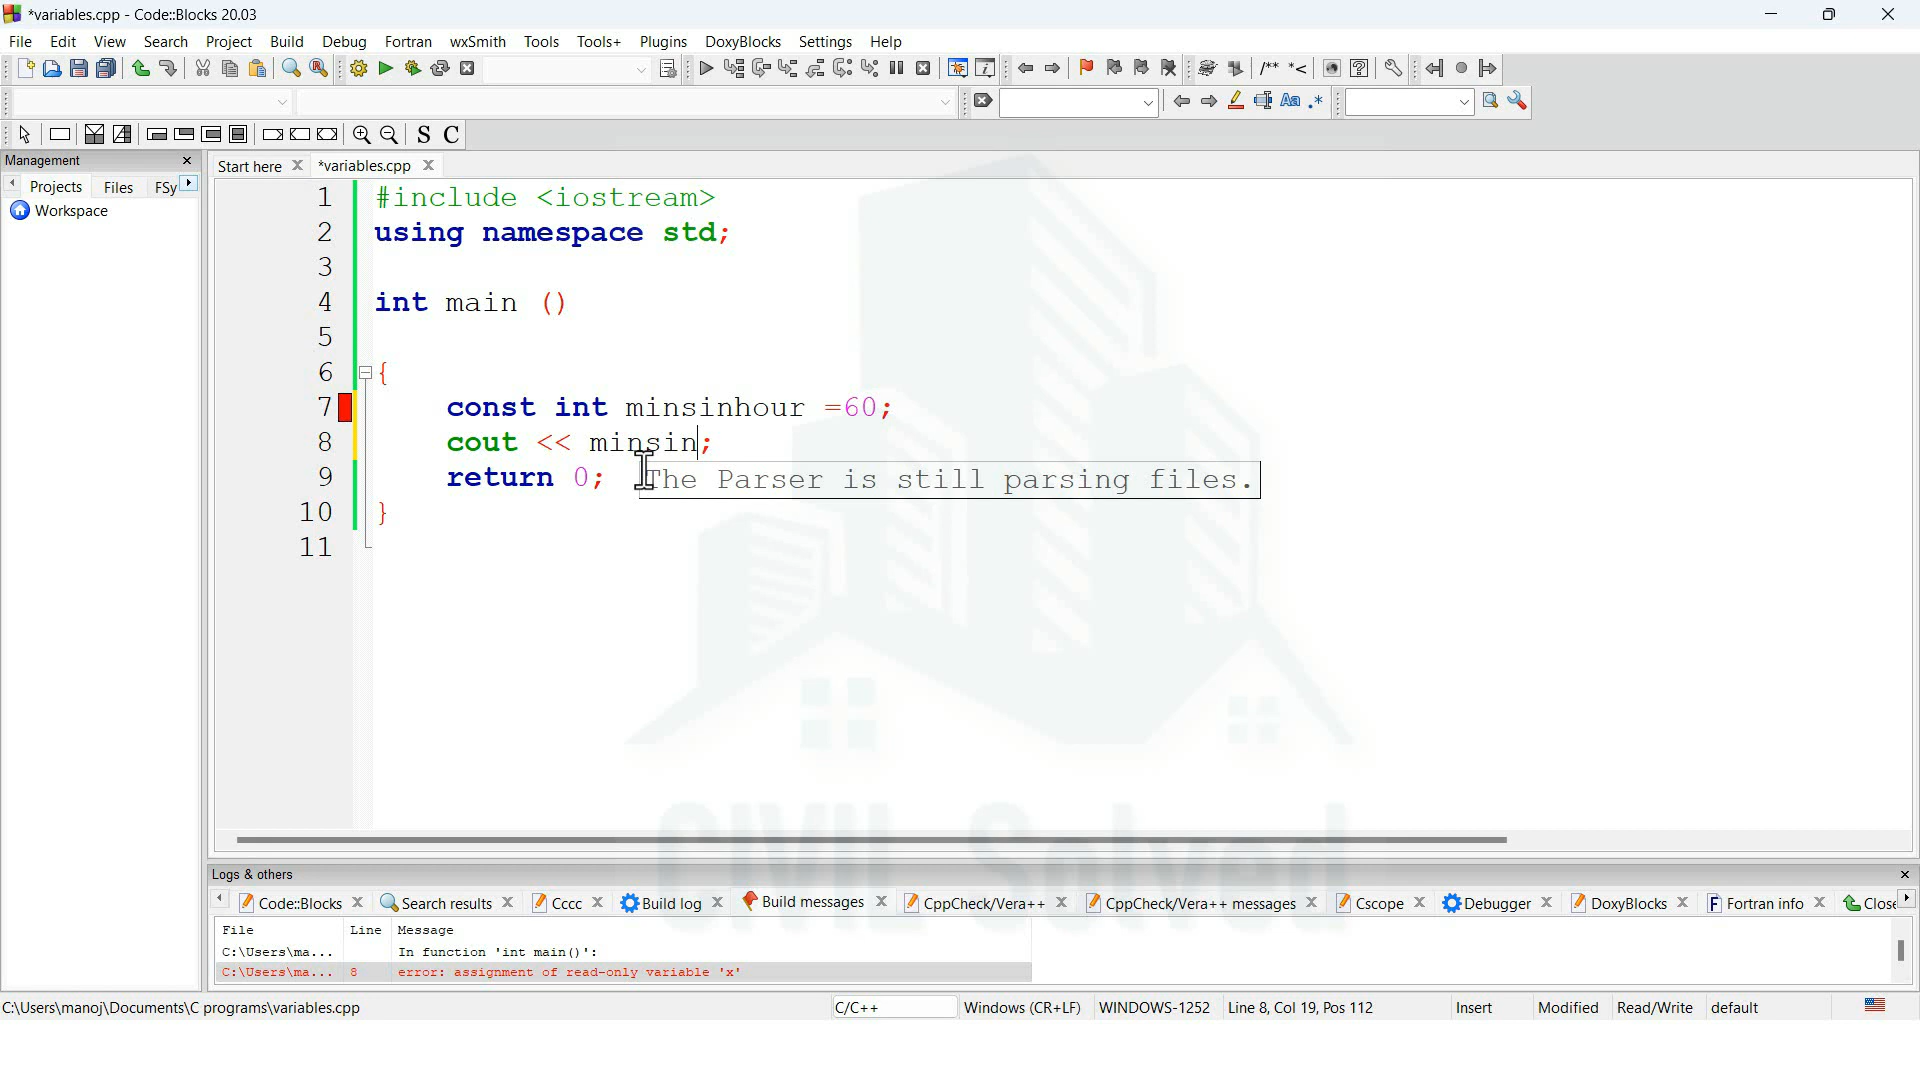 *variables.cpp - Code::Blocks 20.03
File Edit View Search Project Build Debug Fortran wxSmith Tools Tools+ Plugins DoxyBlocks Settings Help
/** *<
Aa .*
S C
Management
Start here *variables.cpp
Projects Files FSy
Workspace
1 #include <iostream>
2 using namespace std;
3
4 int main ()
5
6 {
7 const int minsinhour =60;
8 cout << minsin;
9 return 0; The Parser is still parsing files.
10 }
11
CIVIL Solved
Logs & others
Code::Blocks Search results Cccc Build log Build messages CppCheck/Vera++ CppCheck/Vera++ messages Cscope Debugger DoxyBlocks Fortran info Close
File Line Message
C:\Users\ma... In function 'int main()':
C:\Users\ma... 8 error: assignment of read-only variable 'x'
C:\Users\manoj\Documents\C programs\variables.cpp C/C++ Windows (CR+LF) WINDOWS-1252 Line 8, Col 19, Pos 112 Insert Modified Read/Write default